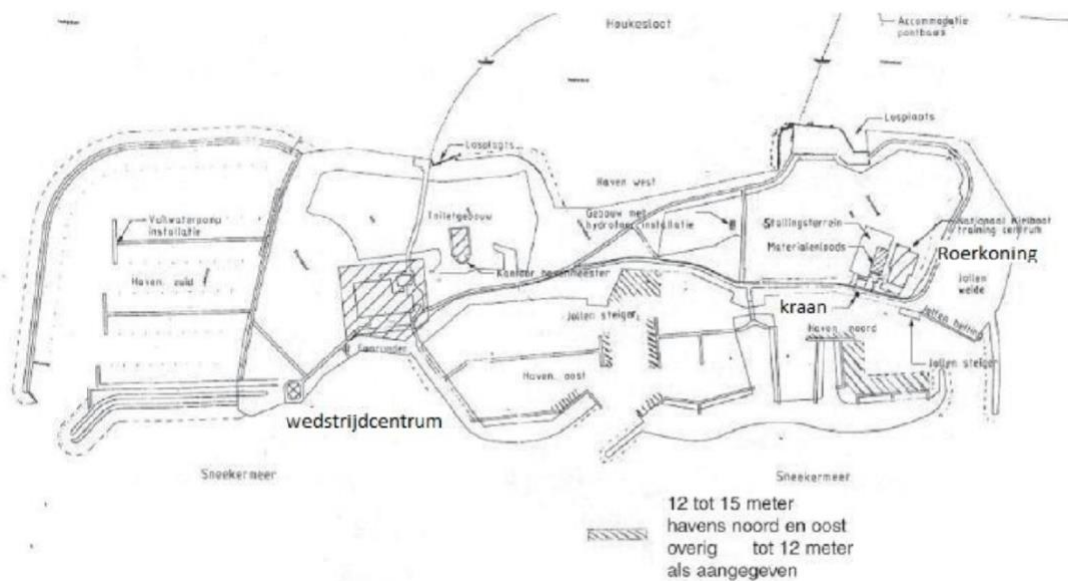 Houkesloot
Accommodatie
pontbaas
Losplaats
Losplaats
Haven west
Vuilwaterpomp
installatie
Toiletgebouw
Gebouw met
hydrofoor installatie
Stallingsterrein
Nationaal
training centrum
Materialenloods
Roerkoning
Kantoor havenmeester
Haven zuid
Jollen
weide
kraan
Jollen steiger
Haven noord
Jollen helling
Jollen steiger
Haven oost
wedstrijdcentrum
Sneekermeer
Sneekermeer
12 tot 15 meter
havens noord en oost
overig tot 12 meter
als aangegeven